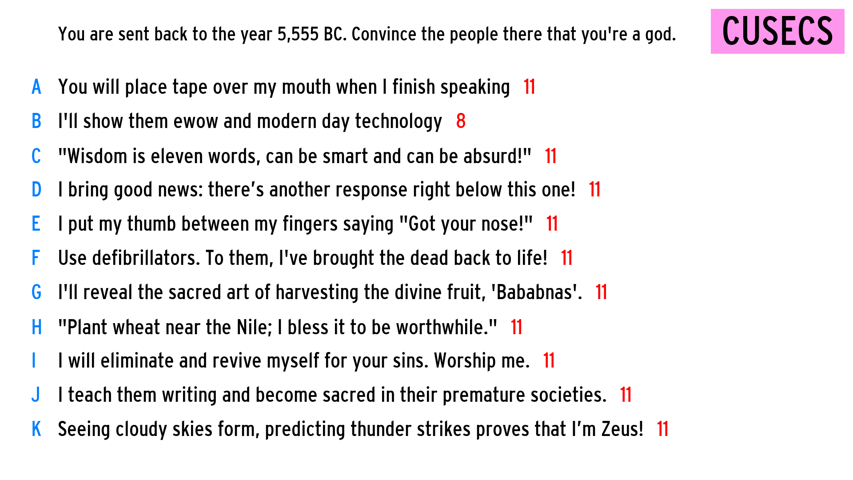 You are sent back to the year 5,555 BC. Convince the people there that you're a god.
CUSECS
A You will place tape over my mouth when I finish speaking 11
B I'll show them ewow and modern day technology 8
C "Wisdom is eleven words, can be smart and can be absurd!" 11
D I bring good news: there’s another response right below this one! 11
E I put my thumb between my fingers saying "Got your nose!" 11
F Use defibrillators. To them, I've brought the dead back to life! 11
G I'll reveal the sacred art of harvesting the divine fruit, 'Bababnas'. 11
H "Plant wheat near the Nile; I bless it to be worthwhile." 11
I I will eliminate and revive myself for your sins. Worship me. 11
J I teach them writing and become sacred in their premature societies. 11
K Seeing cloudy skies form, predicting thunder strikes proves that I’m Zeus! 11